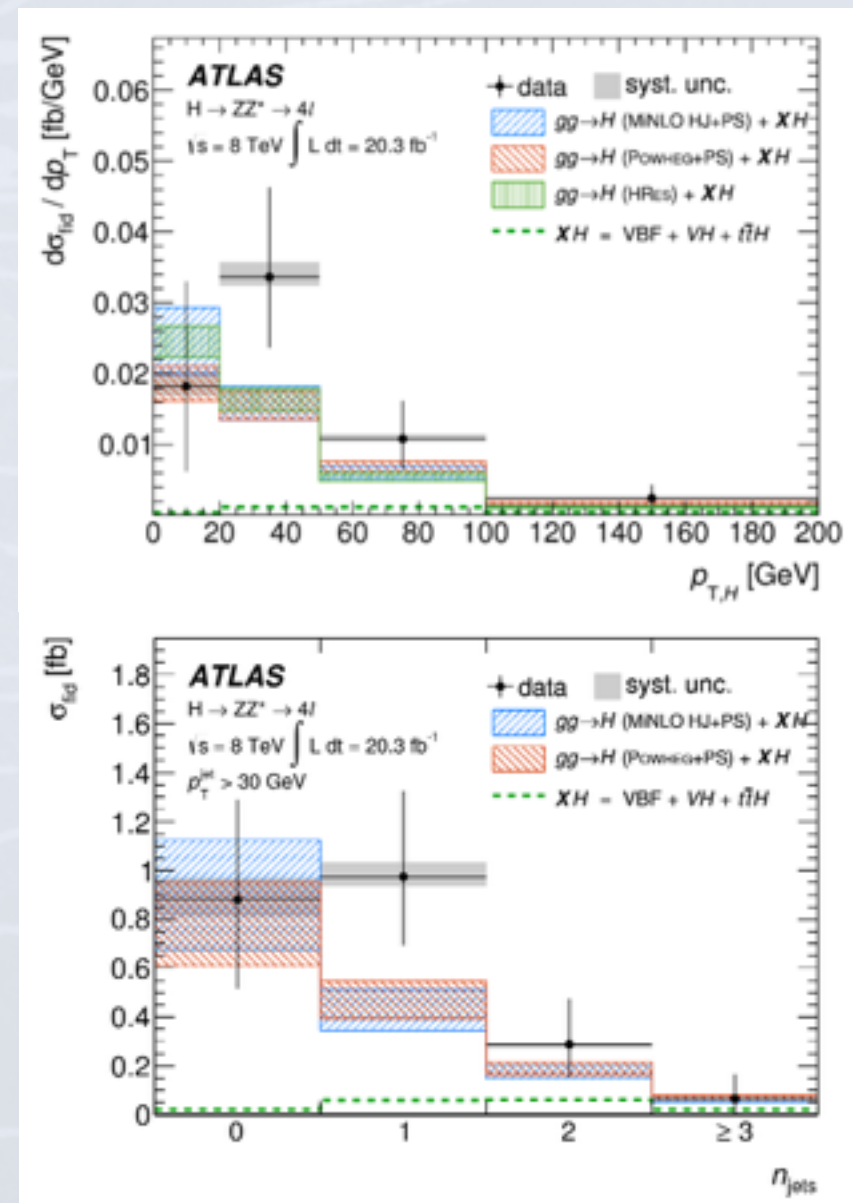 dσfid / dpT [fb/GeV]
0.06
0.05
0.04
0.03
0.02
0.01
ATLAS
H → ZZ* → 4l
√s = 8 TeV ∫ L dt = 20.3 fb⁻¹
data
syst. unc.
gg→H (MiNLO HJ+PS) + XH
gg→H (POWHEG+PS) + XH
gg→H (HRES) + XH
XH = VBF + VH + tt̄H
0 20 40 60 80 100 120 140 160 180 200
pT,H [GeV]
σfid [fb]
1.8
1.6
1.4
1.2
1
0.8
0.6
0.4
0.2
0
ATLAS
H → ZZ* → 4l
√s = 8 TeV ∫ L dt = 20.3 fb⁻¹
pT^jet > 30 GeV
data
syst. unc.
gg→H (MiNLO HJ+PS) + XH
gg→H (POWHEG+PS) + XH
XH = VBF + VH + tt̄H
0 1 2 ≥ 3
njets